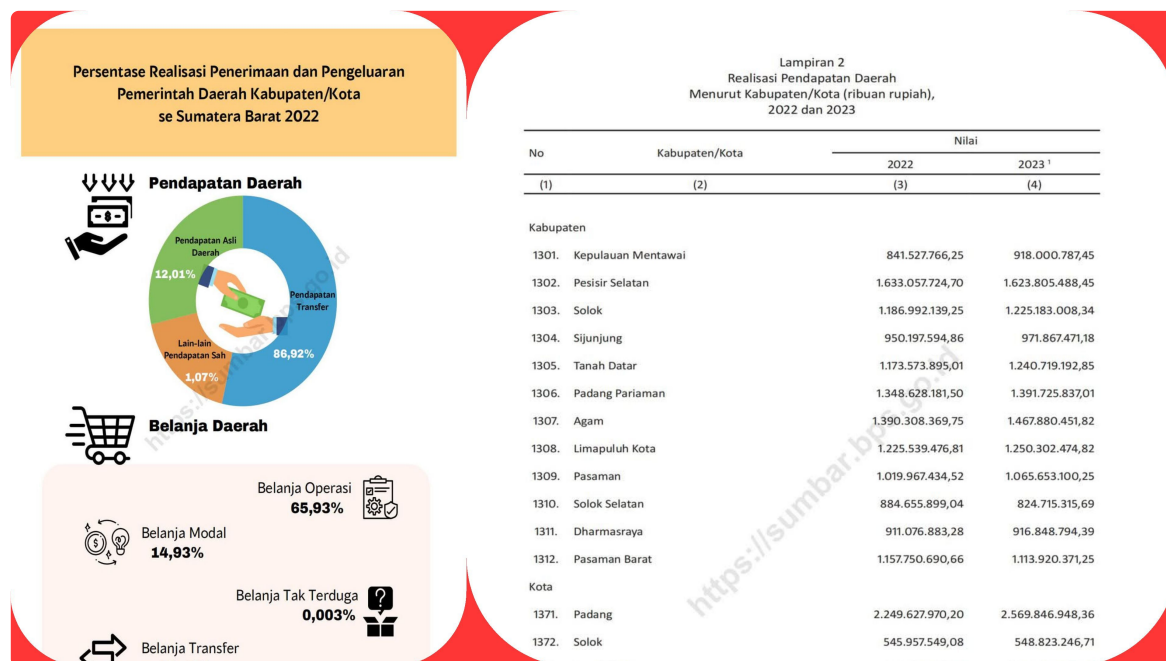 Persentase Realisasi Penerimaan dan Pengeluaran
Pemerintah Daerah Kabupaten/Kota
se Sumatera Barat 2022
Pendapatan Daerah
Pendapatan Asli
Daerah
12,01%
Pendapatan
Transfer
86,92%
Lain-lain
Pendapatan Sah
1,07%
https://sumbar.bps.go.id
Belanja Daerah
Belanja Operasi
65,93%
Belanja Modal
14,93%
Belanja Tak Terduga
0,003%
Belanja Transfer
Lampiran 2
Realisasi Pendapatan Daerah
Menurut Kabupaten/Kota (ribuan rupiah),
2022 dan 2023
No Kabupaten/Kota Nilai
2022 2023 ¹
(1) (2) (3) (4)
Kabupaten
1301. Kepulauan Mentawai 841.527.766,25 918.000.787,45
1302. Pesisir Selatan 1.633.057.724,70 1.623.805.488,45
1303. Solok 1.186.992.139,25 1.225.183.008,34
1304. Sijunjung 950.197.594,86 971.867.471,18
1305. Tanah Datar 1.173.573.895,01 1.240.719.192,85
1306. Padang Pariaman 1.348.628.181,50 1.391.725.837,01
1307. Agam 1.390.308.369,75 1.467.880.451,82
1308. Limapuluh Kota 1.225.539.476,81 1.250.302.474,82
1309. Pasaman 1.019.967.434,52 1.065.653.100,25
1310. Solok Selatan 884.655.899,04 824.715.315,69
1311. Dharmasraya 911.076.883,28 916.848.794,39
1312. Pasaman Barat 1.157.750.690,66 1.113.920.371,25
Kota
1371. Padang 2.249.627.970,20 2.569.846.948,36
1372. Solok 545.957.549,08 548.823.246,71
https://sumbar.bps.go.id